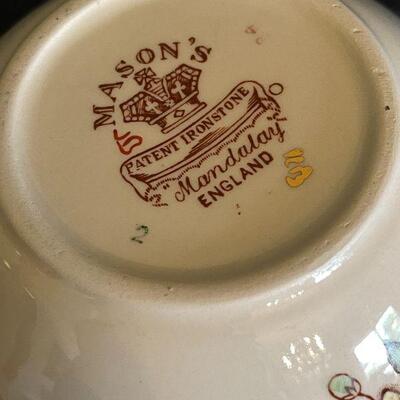 MASON'S
PATENT IRONSTONE
"Mandalay"
ENGLAND
2